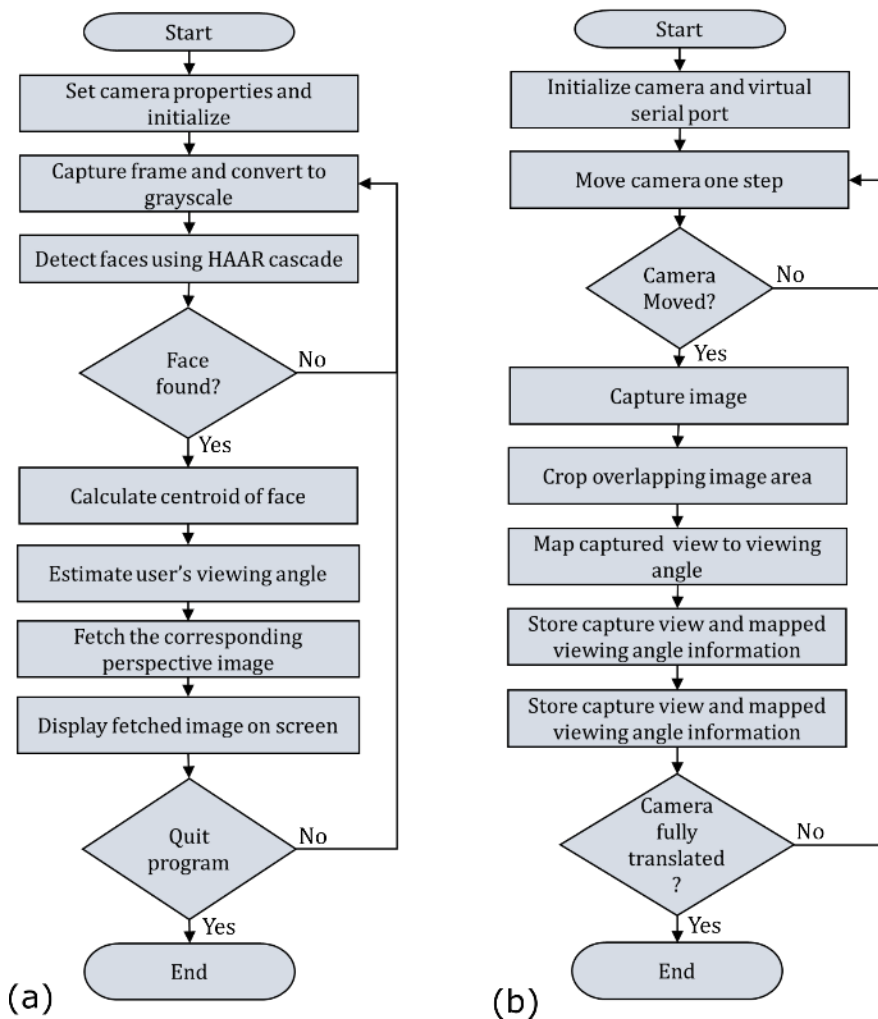 Start
Set camera properties and
initialize
Capture frame and convert to
grayscale
Detect faces using HAAR cascade
Face
found?
No
Yes
Calculate centroid of face
Estimate user's viewing angle
Fetch the corresponding
perspective image
Display fetched image on screen
Quit
program
No
Yes
End
(a)
Start
Initialize camera and virtual
serial port
Move camera one step
Camera
Moved?
No
Yes
Capture image
Crop overlapping image area
Map captured view to viewing
angle
Store capture view and mapped
viewing angle information
Store capture view and mapped
viewing angle information
Camera
fully
translated
?
No
Yes
End
(b)